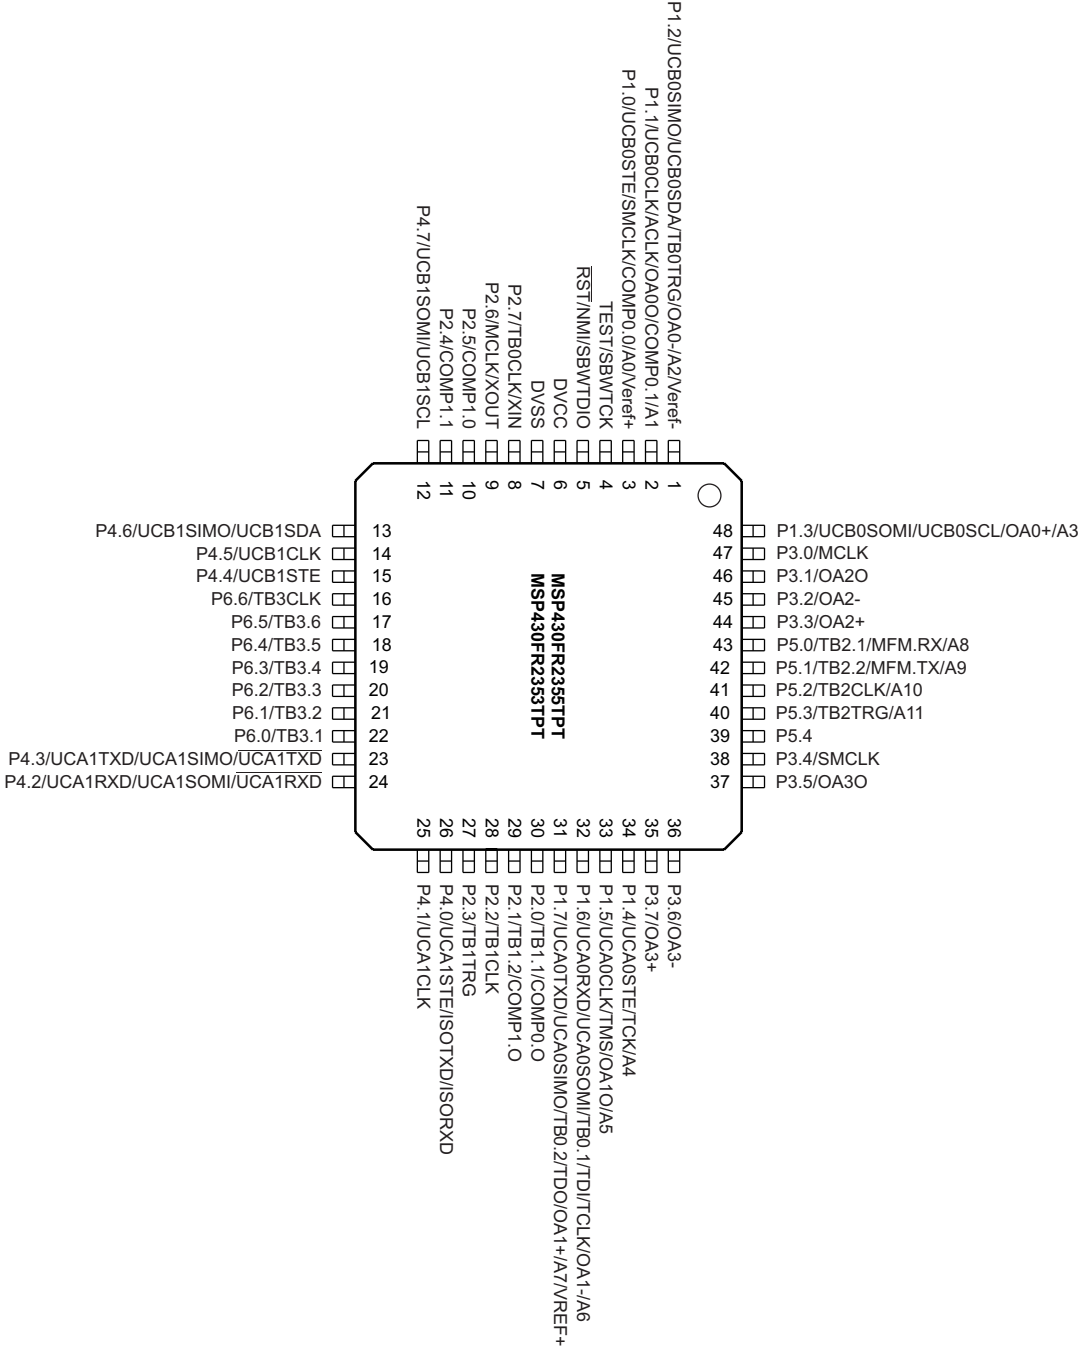 P1.2/UCB0SIMO/UCB0SDA/TB0TRG/OA0-/A2/Veref-
P1.1/UCB0CLK/ACLK/OA0O/COMP0.1/A1
P1.0/UCB0STE/SMCLK/COMP0.0/A0/Veref+
TEST/SBWTCK
RST/NMI/SBWTDIO
DVCC
DVSS
P2.7/TB0CLK/XIN
P2.6/MCLK/XOUT
P2.5/COMP1.0
P2.4/COMP1.1
P4.7/UCB1SOMI/UCB1SCL
1
2
3
4
5
6
7
8
9
10
11
12
P4.6/UCB1SIMO/UCB1SDA 13
P4.5/UCB1CLK 14
P4.4/UCB1STE 15
P6.6/TB3CLK 16
P6.5/TB3.6 17
P6.4/TB3.5 18
P6.3/TB3.4 19
P6.2/TB3.3 20
P6.1/TB3.2 21
P6.0/TB3.1 22
P4.3/UCA1TXD/UCA1SIMO/UCA1TXD 23
P4.2/UCA1RXD/UCA1SOMI/UCA1RXD 24
MSP430FR2355TPT
MSP430FR2353TPT
48 P1.3/UCB0SOMI/UCB0SCL/OA0+/A3
47 P3.0/MCLK
46 P3.1/OA2O
45 P3.2/OA2-
44 P3.3/OA2+
43 P5.0/TB2.1/MFM.RX/A8
42 P5.1/TB2.2/MFM.TX/A9
41 P5.2/TB2CLK/A10
40 P5.3/TB2TRG/A11
39 P5.4
38 P3.4/SMCLK
37 P3.5/OA3O
36
35
34
33
32
31
30
29
28
27
26
25
P3.6/OA3-
P3.7/OA3+
P1.4/UCA0STE/TCK/A4
P1.5/UCA0CLK/TMS/OA1O/A5
P1.6/UCA0RXD/UCA0SOMI/TB0.1/TDI/TCLK/OA1-/A6
P1.7/UCA0TXD/UCA0SIMO/TB0.2/TDO/OA1+/A7/VREF+
P2.0/TB1.1/COMP0.O
P2.1/TB1.2/COMP1.O
P2.2/TB1CLK
P2.3/TB1TRG
P4.0/UCA1STE/ISOTXD/ISORXD
P4.1/UCA1CLK